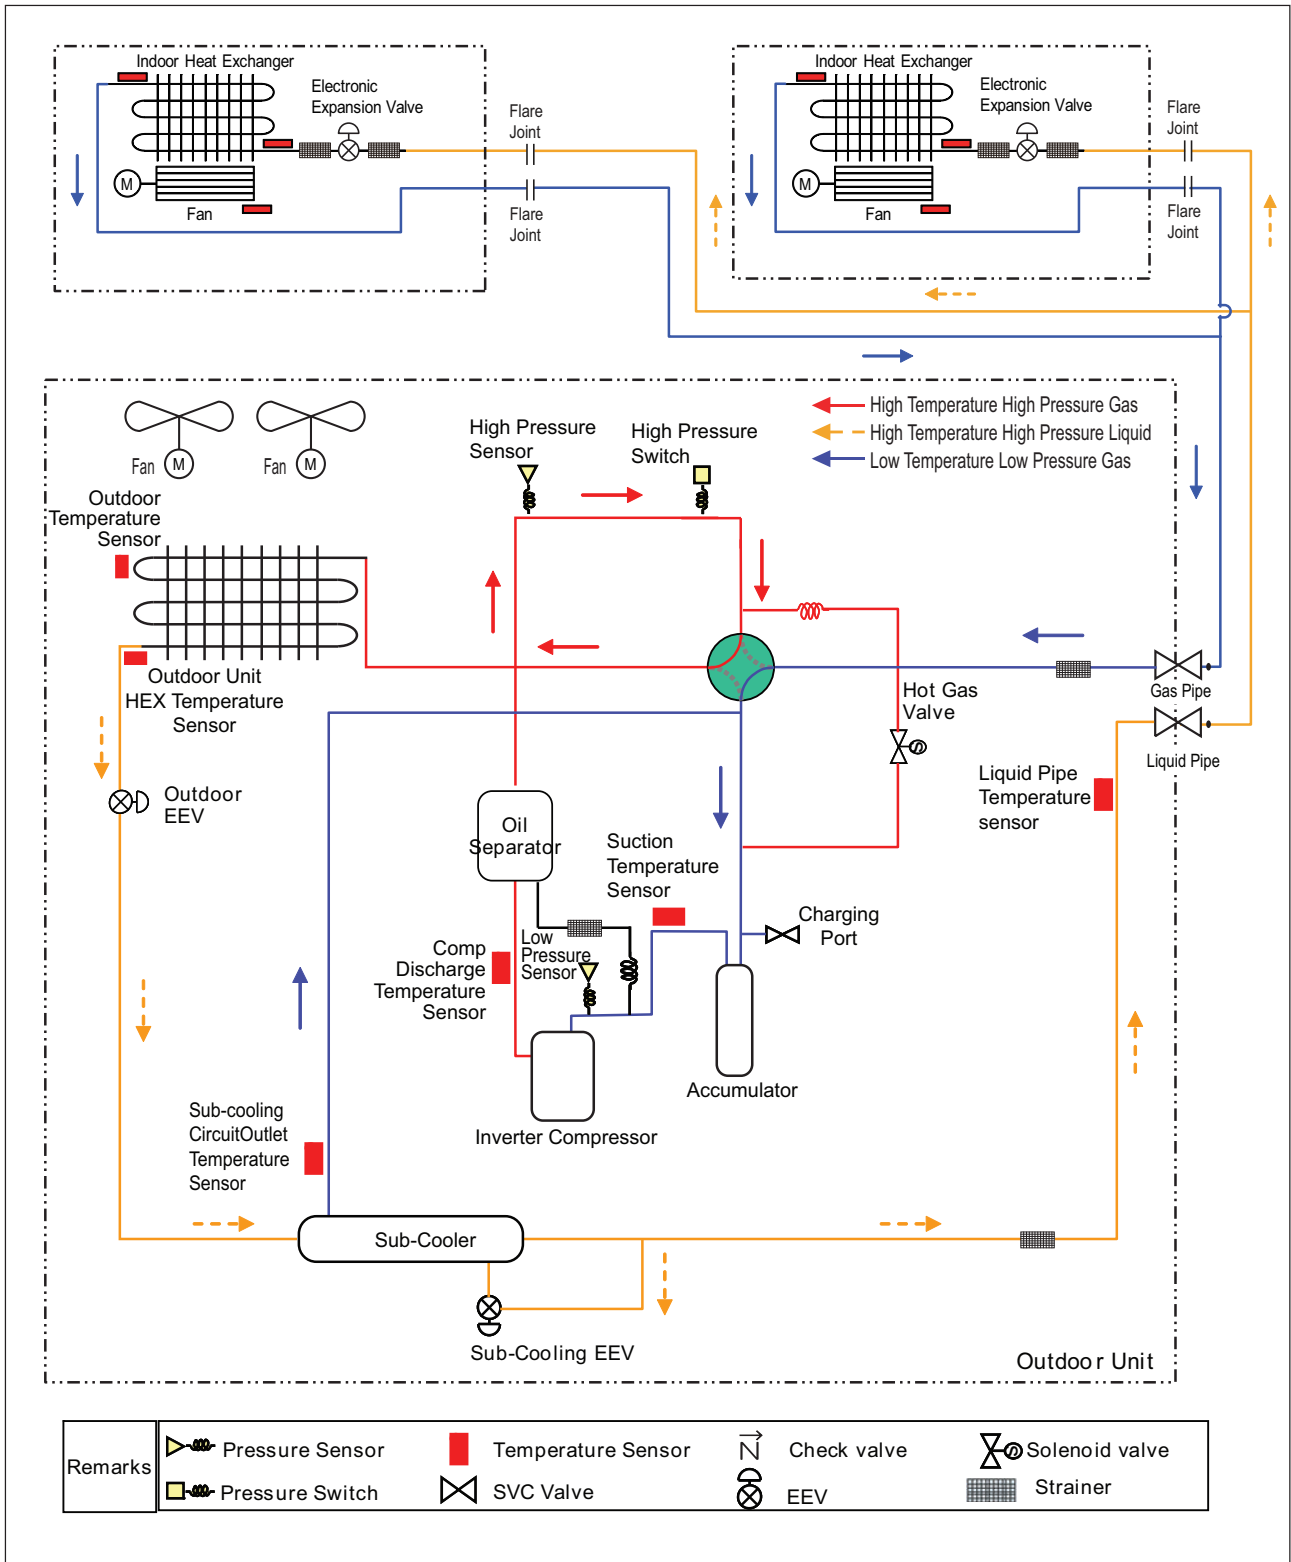 Indoor Heat Exchanger
Electronic
Expansion Valve
Flare
Joint
M
Fan
Flare
Joint
Indoor Heat Exchanger
Electronic
Expansion Valve
Flare
Joint
M
Fan
Flare
Joint
High Temperature High Pressure Gas
High Temperature High Pressure Liquid
Low Temperature Low Pressure Gas
Fan
M
Fan
M
High Pressure
Sensor
High Pressure
Switch
Outdoor
Temperature
Sensor
Outdoor Unit
HEX Temperature
Sensor
Hot Gas
Valve
S
Gas Pipe
Liquid Pipe
Liquid Pipe
Temperature
sensor
Outdoor
EEV
Oil
Separator
Suction
Temperature
Sensor
Charging
Port
Low
Pressure
Sensor
Comp
Discharge
Temperature
Sensor
Accumulator
Inverter Compressor
Sub-cooling
CircuitOutlet
Temperature
Sensor
Sub-Cooler
Sub-Cooling EEV
Outdoor Unit
Remarks
Pressure Sensor
Temperature Sensor
Check valve
S
Solenoid valve
Pressure Switch
SVC Valve
EEV
Strainer